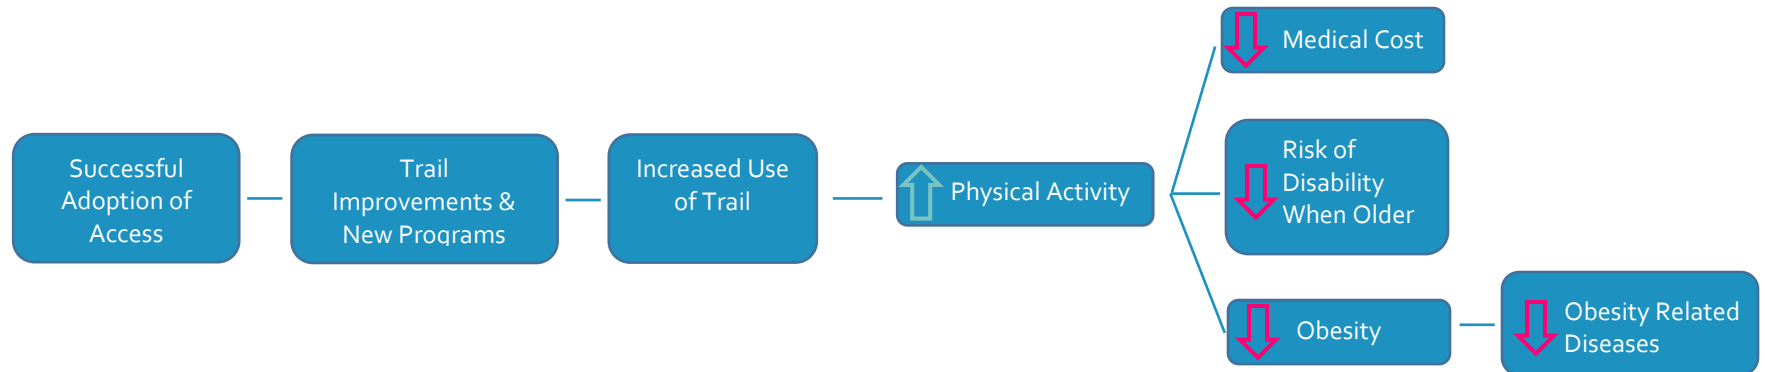 Successful
Adoption of
Access
Trail
Improvements &
New Programs
Increased Use
of Trail
Physical Activity
Medical Cost
Risk of
Disability
When Older
Obesity
Obesity Related
Diseases